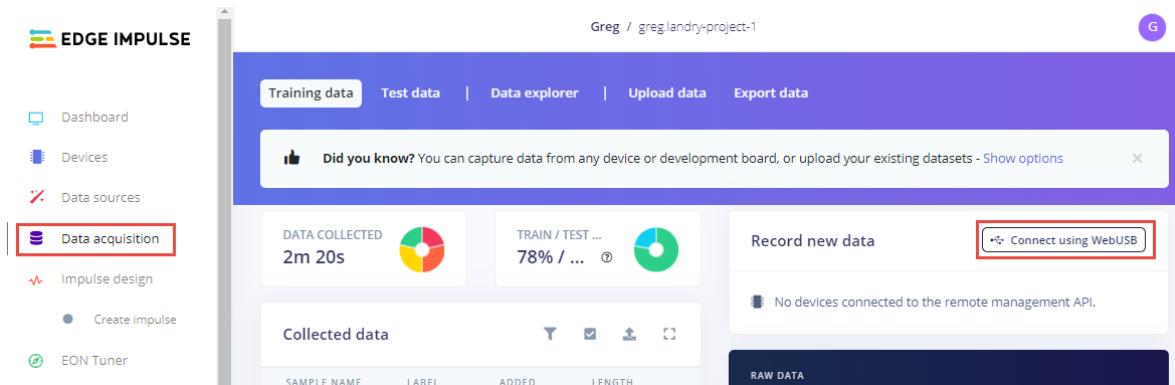 EDGE IMPULSE
Dashboard
Devices
Data sources
Data acquisition
Impulse design
Create impulse
EON Tuner
Greg / greg.landry-project-1
G
Training data Test data | Data explorer | Upload data Export data
Did you know? You can capture data from any device or development board, or upload your existing datasets - Show options
DATA COLLECTED
2m 20s
TRAIN / TEST ...
78% / ...
Record new data
Connect using WebUSB
No devices connected to the remote management API.
Collected data
SAMPLE NAME LABEL ADDED LENGTH
RAW DATA